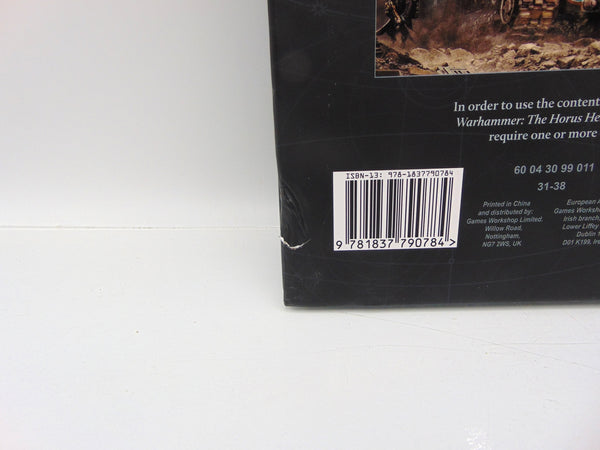 In order to use the content
Warhammer: The Horus He
require one or more
60 04 30 99 011
31-38
ISBN-13: 978-1837790784
9 781837 790784 >
Printed in China
and distributed by:
Games Workshop Limited.
Willow Road,
Nottingham,
NG7 2WS, UK
European A
Games Worksho
Irish branch,
Lower Liffey
Dublin 1
D01 K199, Ire